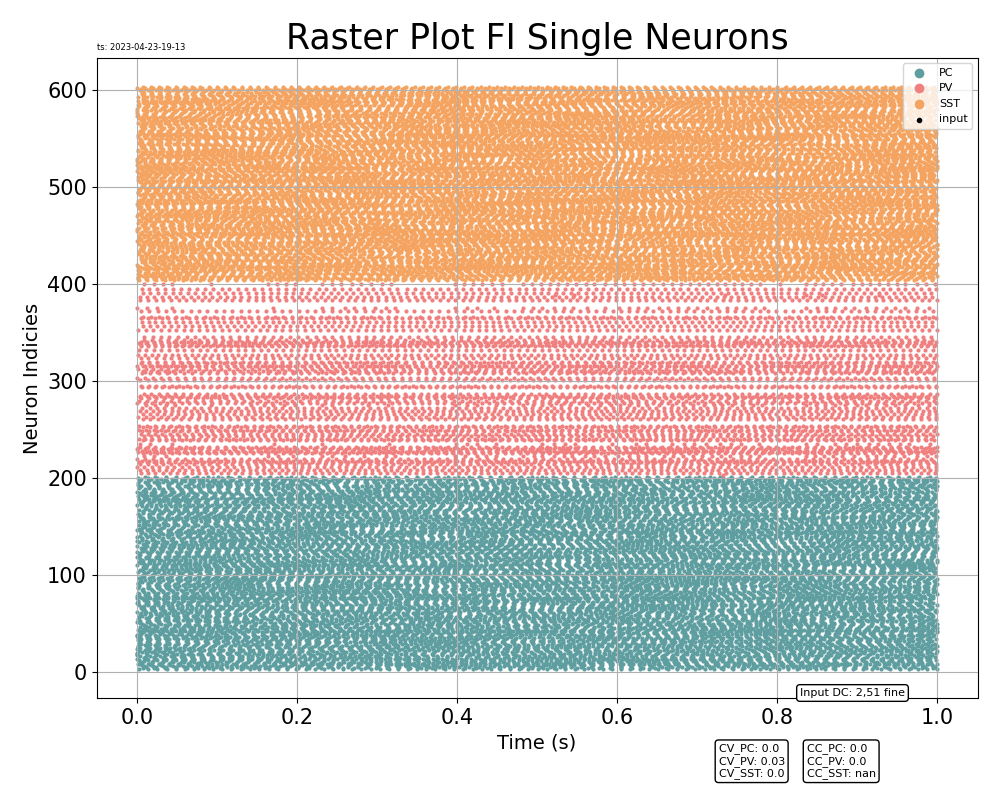 Raster Plot FI Single Neurons
ts: 2023-04-23-19-13
PC
PV
SST
input
600
500
400
300
200
100
0
Neuron Indicies
0.0 0.2 0.4 0.6 0.8 1.0
Time (s)
Input DC: 2,51 fine
CV_PC: 0.0
CV_PV: 0.03
CV_SST: 0.0
CC_PC: 0.0
CC_PV: 0.0
CC_SST: nan